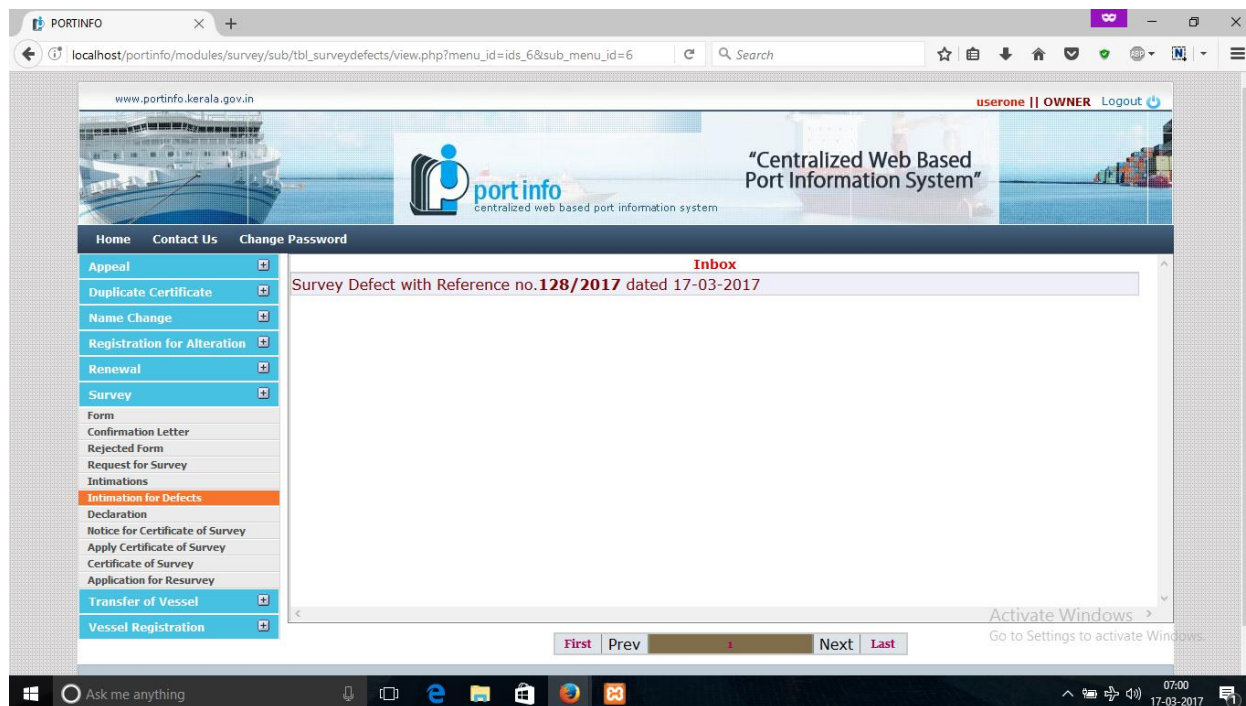 PORTINFO
localhost/portinfo/modules/survey/sub/tbl_surveydefects/view.php?menu_id=ids_6&sub_menu_id=6
Search
ABP
N
www.portinfo.kerala.gov.in
userone || OWNER Logout
port info
centralized web based port information system
"Centralized Web Based
Port Information System"
Home Contact Us Change Password
Appeal
Duplicate Certificate
Name Change
Registration for Alteration
Renewal
Survey
Form
Confirmation Letter
Rejected Form
Request for Survey
Intimations
Intimation for Defects
Declaration
Notice for Certificate of Survey
Apply Certificate of Survey
Certificate of Survey
Application for Resurvey
Transfer of Vessel
Vessel Registration
Inbox
Survey Defect with Reference no.128/2017 dated 17-03-2017
First Prev 1 Next Last
Activate Windows
Go to Settings to activate Windows.
Ask me anything
07:00
17-03-2017
1